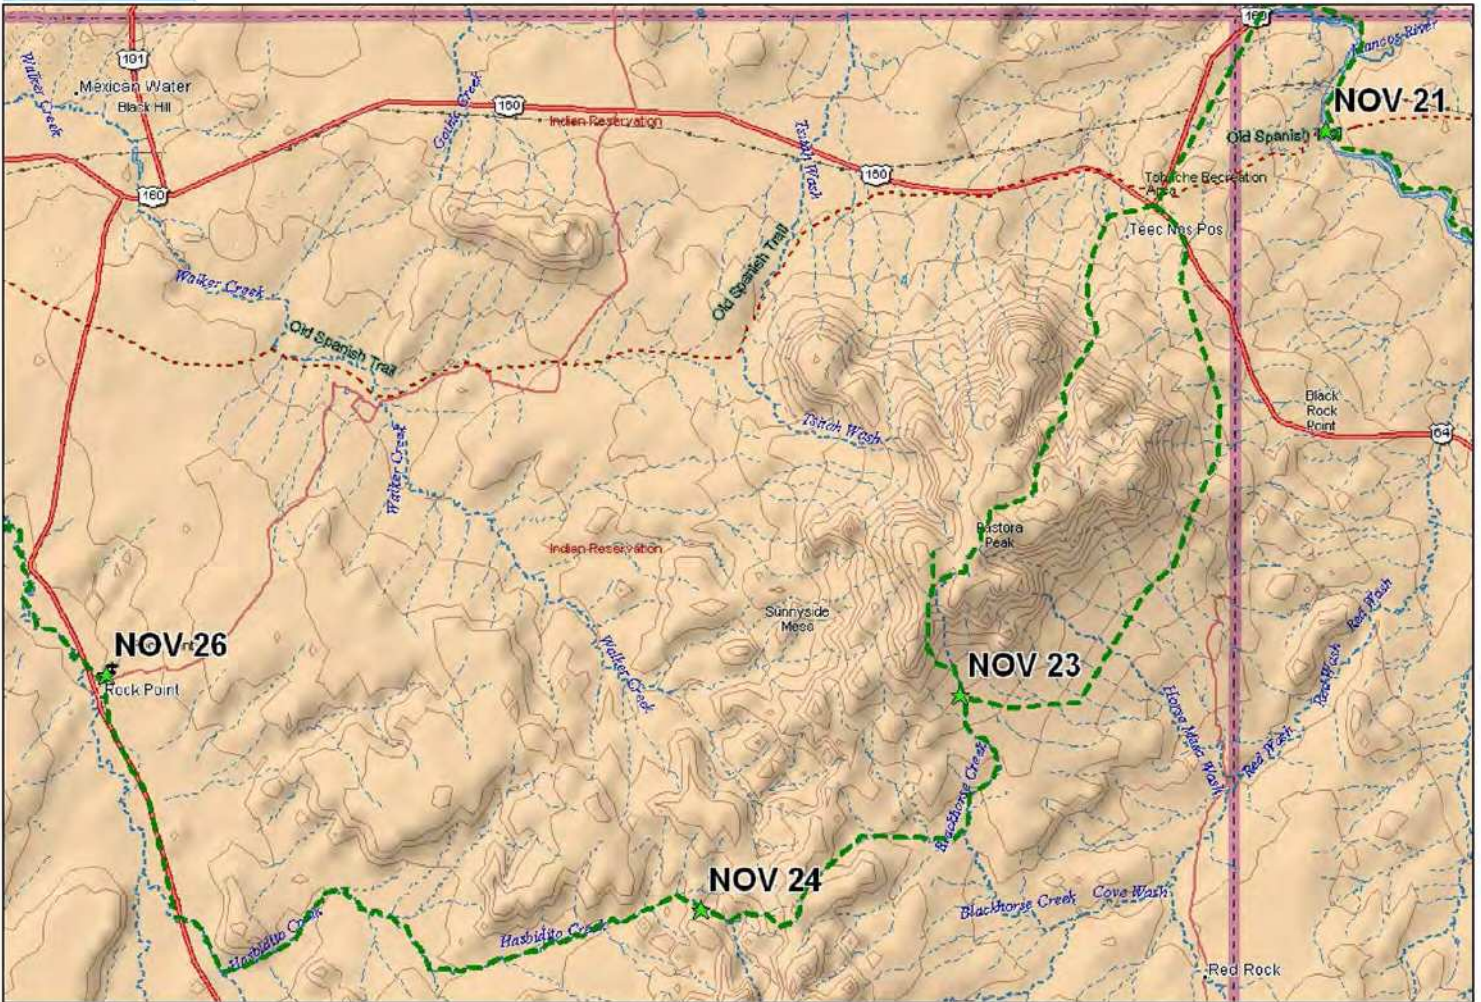 160
191
Mancos River
Walker Creek
Mexican Water
Black Hill
Gothic Creek
160
Indian Reservation
NOV 21
Old Spanish Trail
Tsitah Wash
160
160
Teec Nos Pos
Walker Creek
Old Spanish Trail
Old Spanish Trail
Black
Rock
Point
Tsitah Wash
64
Walker Creek
Pastora
Peak
Indian Reservation
Sunnyside
Mesa
Red Wash
NOV 26
Rock Point
Walker Creek
NOV 23
Red Wash
Horse Mesa Wash
Red Wash
Blackhorse Creek
NOV 24
Blackhorse Creek
Cove Wash
Hasbidito Creek
Hasbidito Creek
Red Rock